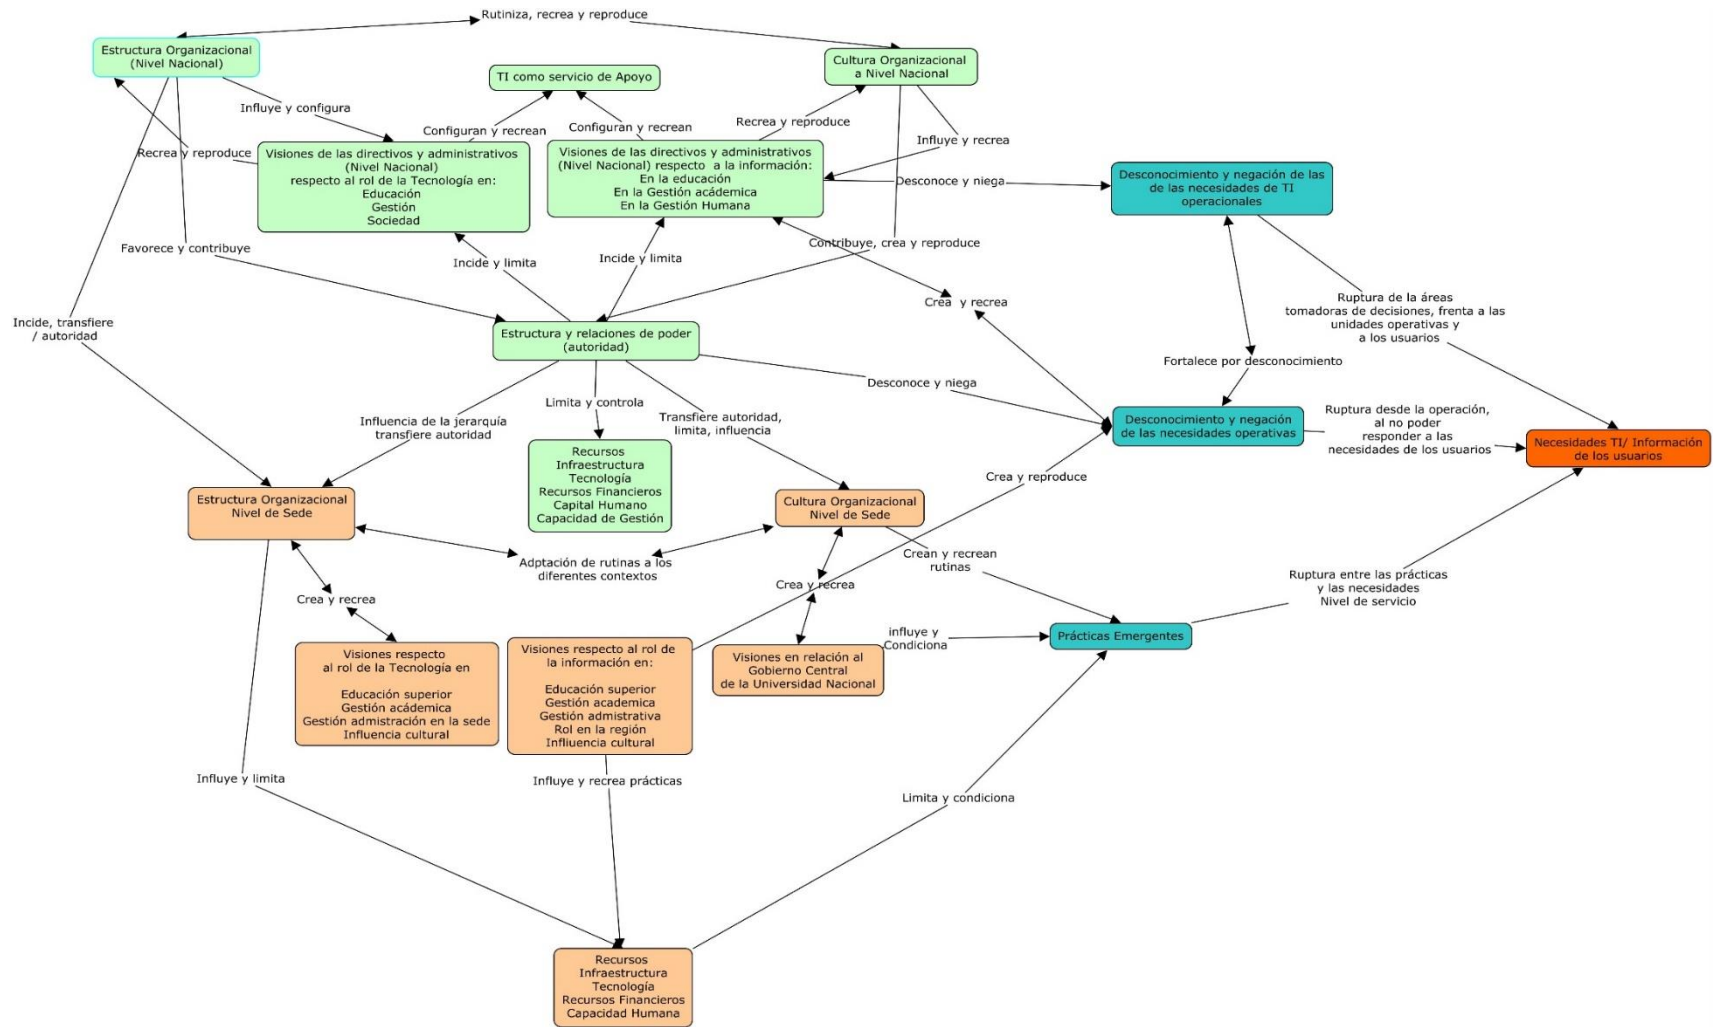 Rutiniza, recrea y reproduce
Estructura Organizacional
(Nivel Nacional)
Cultura Organizacional
a Nivel Nacional
TI como servicio de Apoyo
Influye y configura
Configuran y recrean
Configuran y recrean
Recrea y reproduce
Influye y recrea
Recrea y reproduce
Visiones de las directivos y administrativos
(Nivel Nacional)
respecto al rol de la Tecnología en:
Educación
Gestión
Sociedad
Visiones de las directivos y administrativos
(Nivel Nacional) respecto a la información:
En la educación
En la Gestión acádemica
En la Gestión Humana
Desconoce y niega
Desconocimiento y negación de las
de las necesidades de TI
operacionales
Favorece y contribuye
Incide y limita
Incide y limita
Contribuye, crea y reproduce
Crea y recrea
Incide, transfiere
/ autoridad
Estructura y relaciones de poder
(autoridad)
Ruptura de la áreas
tomadoras de decisiones, frente a las
unidades operativas y
a los usuarios
Fortalece por desconocimiento
Desconoce y niega
Limita y controla
Influencia de la jerarquía
transfiere autoridad
Transfiere autoridad,
limita, influencia
Desconocimiento y negación
de las necesidades operativas
Ruptura desde la operación,
al no poder
responder a las
necesidades de los usuarios
Necesidades TI/ Información
de los usuarios
Recursos
Infraestructura
Tecnología
Recursos Financieros
Capital Humano
Capacidad de Gestión
Crea y reproduce
Estructura Organizacional
Nivel de Sede
Cultura Organizacional
Nivel de Sede
Adptación de rutinas a los
diferentes contextos
Crean y recrean
rutinas
Crea y recrea
Crea y recrea
Ruptura entre las prácticas
y las necesidades
Nivel de servicio
Visiones respecto
al rol de la Tecnología en
Educación superior
Gestión acádemica
Gestión admistración en la sede
Influencia cultural
Visiones respecto al rol de
la información en:
Educación superior
Gestión academica
Gestión admistrativa
Rol en la región
Infliuencia cultural
Visiones en relación al
Gobierno Central
de la Universidad Nacional
influye y
Condiciona
Prácticas Emergentes
Influye y limita
Influye y recrea prácticas
Limita y condiciona
Recursos
Infraestructura
Tecnología
Recursos Financieros
Capacidad Humana